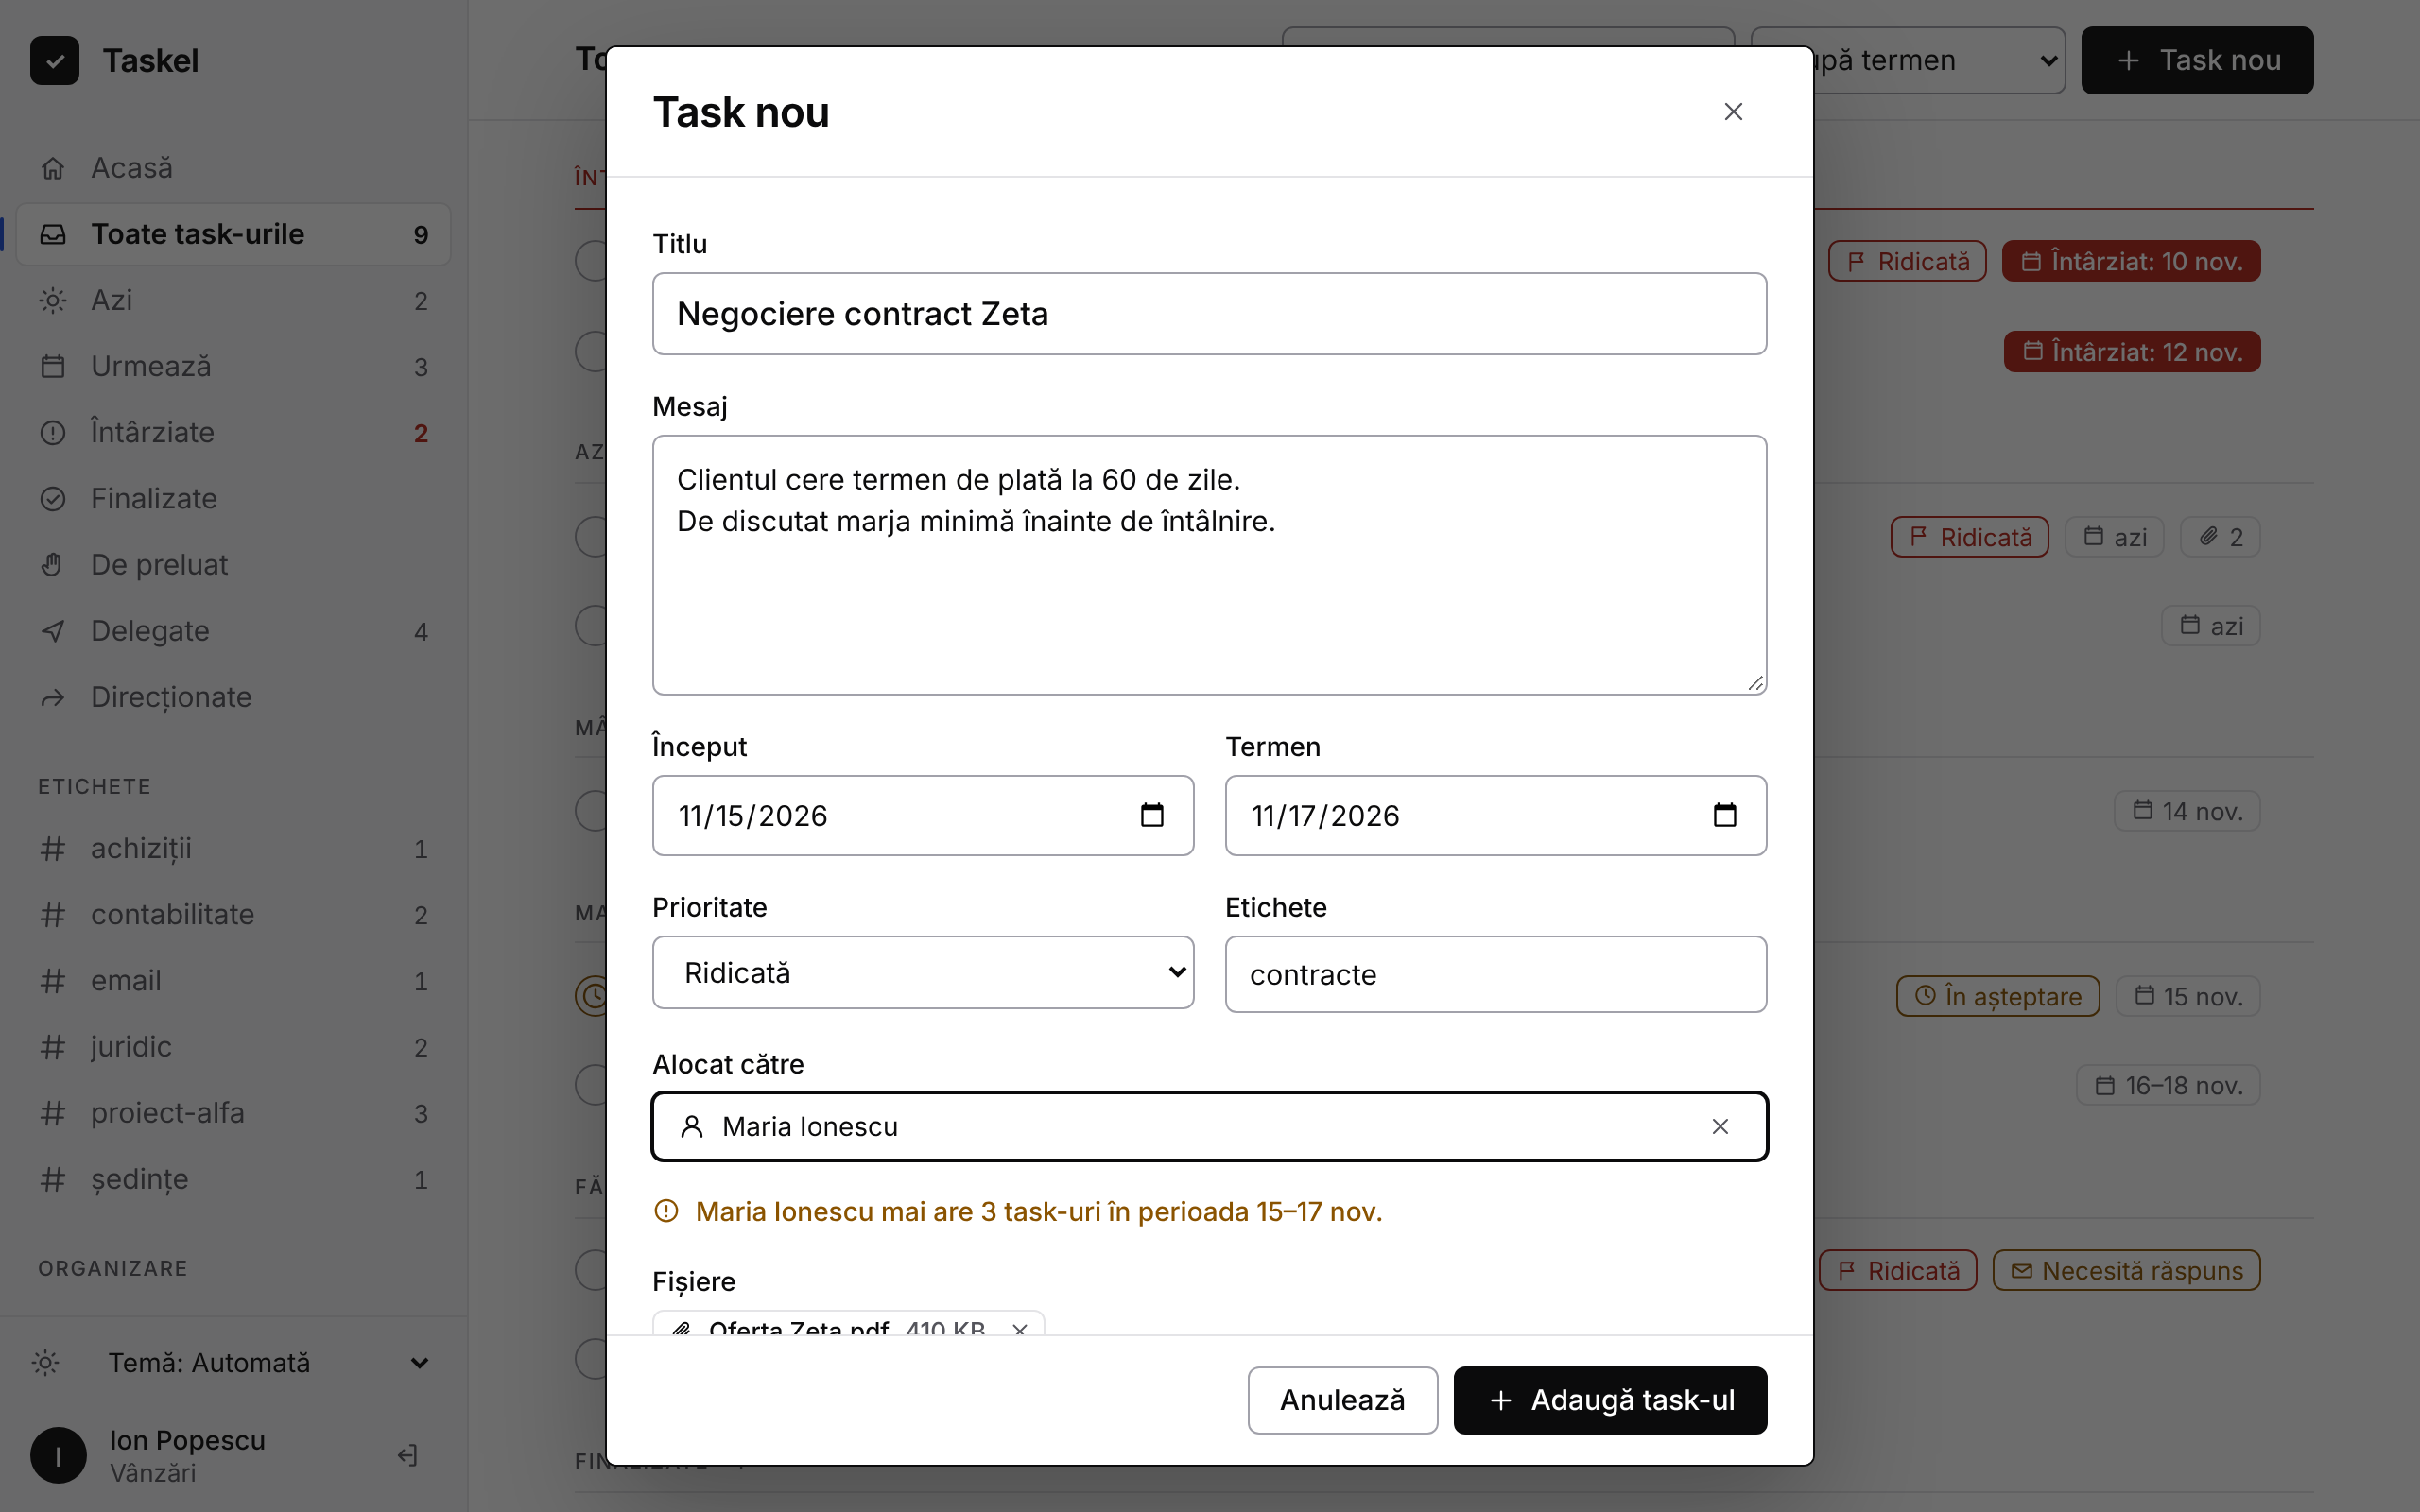 Taskel
Acasă
Toate task-urile 9
Azi 2
Urmează 3
Întârziate 2
Finalizate
De preluat
Delegate 4
Direcționate
ETICHETE
# achiziții 1
# contabilitate 2
# email 1
# juridic 2
# proiect-alfa 3
# ședințe 1
ORGANIZARE
Temă: Automată
I
Ion Popescu
Vânzări
termen
+ Task nou
Ridicată Întârziat: 10 nov.
Întârziat: 12 nov.
Ridicată azi 2
azi
14 nov.
În așteptare 15 nov.
16–18 nov.
Ridicată Necesită răspuns
Task nou
Titlu
Negociere contract Zeta
Mesaj
Clientul cere termen de plată la 60 de zile.
De discutat marja minimă înainte de întâlnire.
Început Termen
11/15/2026 11/17/2026
Prioritate Etichete
Ridicată contracte
Alocat către
Maria Ionescu
Maria Ionescu mai are 3 task-uri în perioada 15–17 nov.
Fișiere
Oferta Zeta.pdf 410 KB
Anulează + Adaugă task-ul